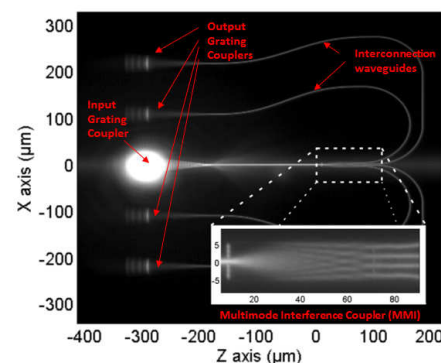 300
200
100
0
-100
-200
-300
X axis (µm)
Output
Grating
Couplers
Interconnection
waveguides
Input
Grating
Coupler
5
0
-5
20
40
60
80
Multimode Interference Coupler (MMI)
-400
-300
-200
-100
0
100
200
Z axis (µm)